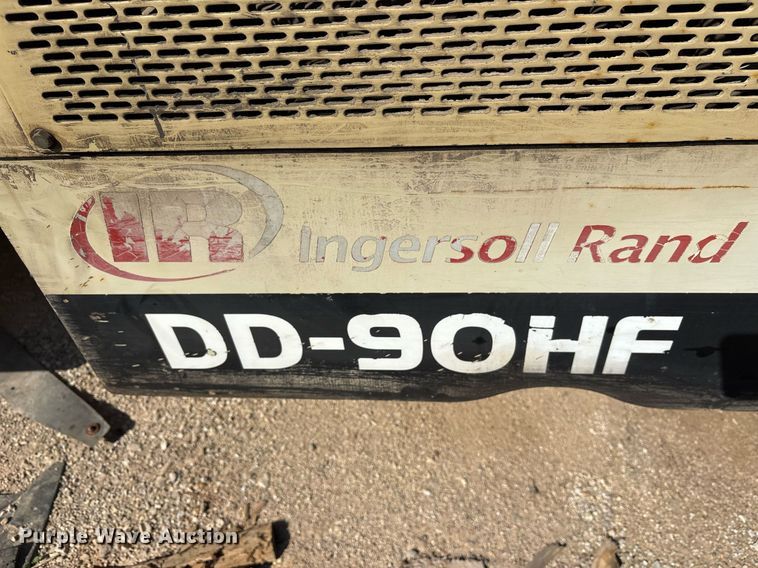 IR Ingersoll Rand
DD-90HF
Purple Wave Auction